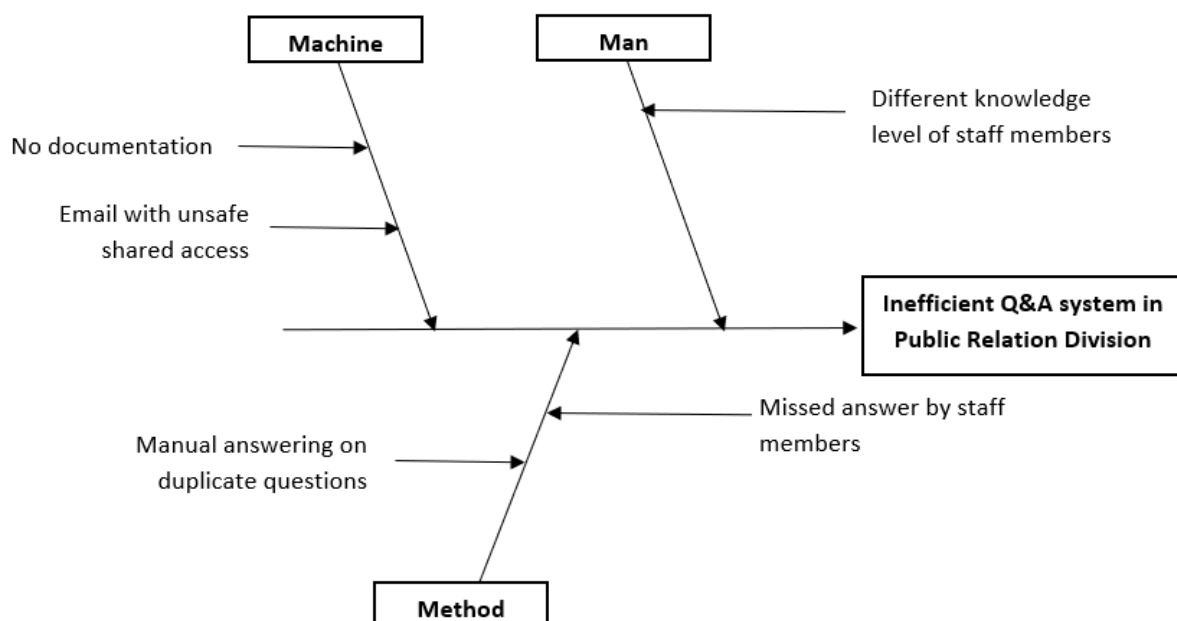 Machine
Man
Different knowledge
level of staff members
No documentation
Email with unsafe
shared access
Inefficient Q&A system in
Public Relation Division
Missed answer by staff
members
Manual answering on
duplicate questions
Method